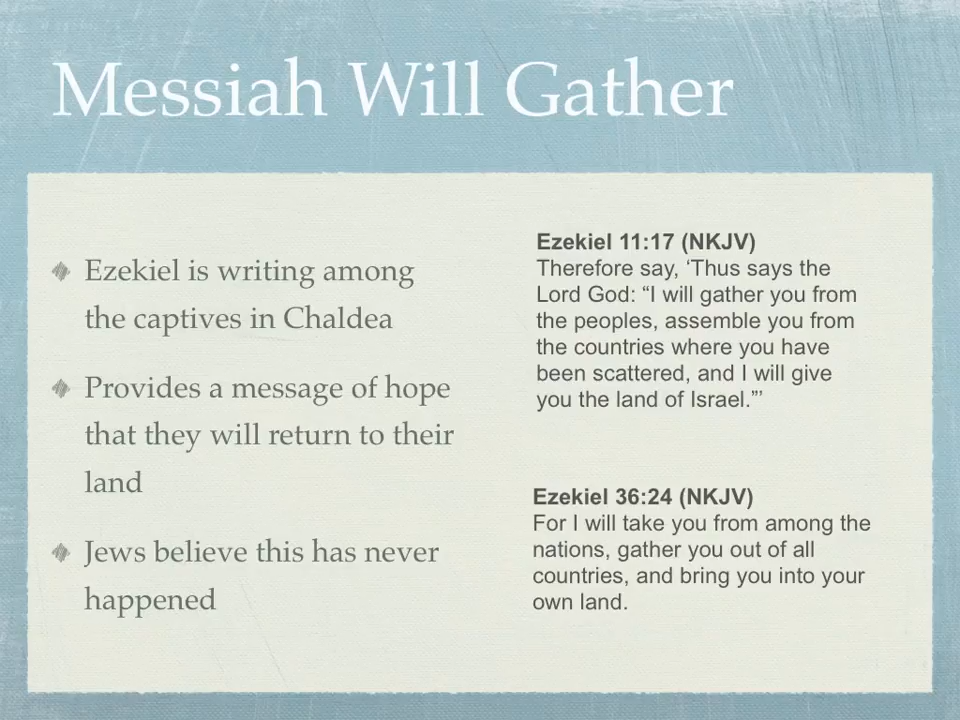 Messiah Will Gather
Ezekiel is writing among
the captives in Chaldea
Provides a message of hope
that they will return to their
land
Jews believe this has never
happened
Ezekiel 11:17 (NKJV)
Therefore say, ‘Thus says the
Lord God: “I will gather you from
the peoples, assemble you from
the countries where you have
been scattered, and I will give
you the land of Israel.”’
Ezekiel 36:24 (NKJV)
For I will take you from among the
nations, gather you out of all
countries, and bring you into your
own land.